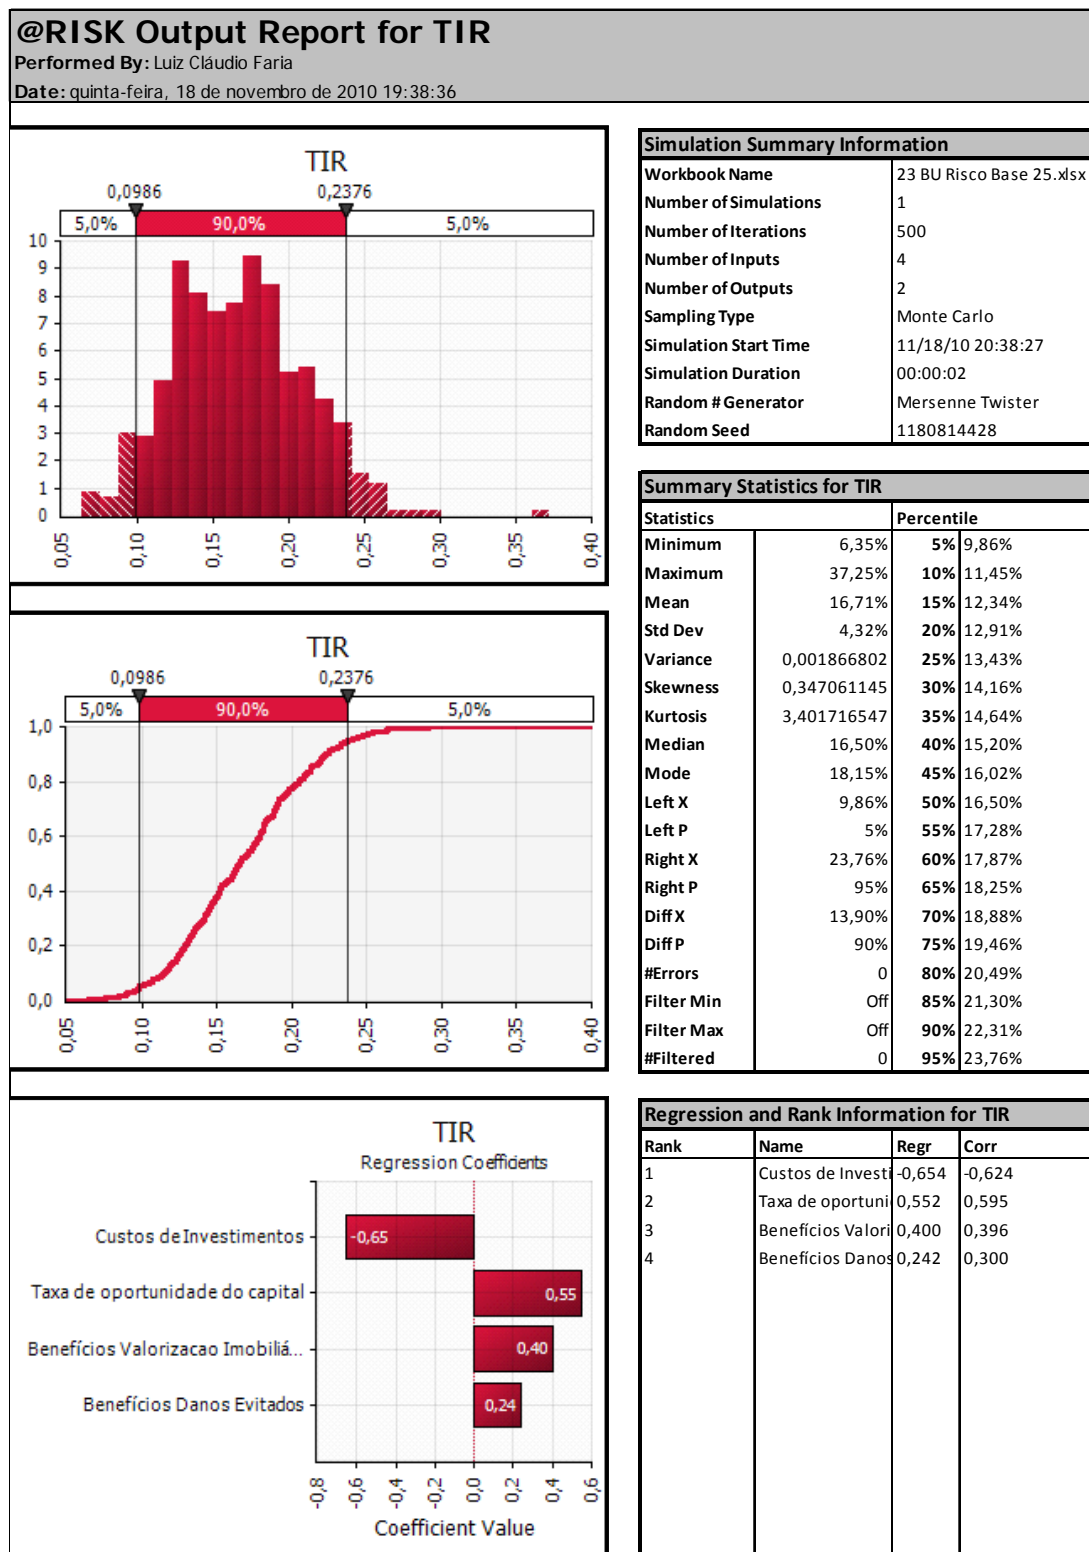 @RISK Output Report for TIR
Performed By: Luiz Cláudio Faria
Date: quinta-feira, 18 de novembro de 2010 19:38:36
TIR
0,0986 0,2376
5,0% 90,0% 5,0%
10
9
8
7
6
5
4
3
2
1
0
0,05 0,10 0,15 0,20 0,25 0,30 0,35 0,40
Simulation Summary Information
Workbook Name 23 BU Risco Base 25.xlsx
Number of Simulations 1
Number of Iterations 500
Number of Inputs 4
Number of Outputs 2
Sampling Type Monte Carlo
Simulation Start Time 11/18/10 20:38:27
Simulation Duration 00:00:02
Random # Generator Mersenne Twister
Random Seed 1180814428
TIR
0,0986 0,2376
5,0% 90,0% 5,0%
1,0
0,8
0,6
0,4
0,2
0,0
0,05 0,10 0,15 0,20 0,25 0,30 0,35 0,40
Summary Statistics for TIR
Statistics Percentile
Minimum 6,35% 5% 9,86%
Maximum 37,25% 10% 11,45%
Mean 16,71% 15% 12,34%
Std Dev 4,32% 20% 12,91%
Variance 0,001866802 25% 13,43%
Skewness 0,347061145 30% 14,16%
Kurtosis 3,401716547 35% 14,64%
Median 16,50% 40% 15,20%
Mode 18,15% 45% 16,02%
Left X 9,86% 50% 16,50%
Left P 5% 55% 17,28%
Right X 23,76% 60% 17,87%
Right P 95% 65% 18,25%
Diff X 13,90% 70% 18,88%
Diff P 90% 75% 19,46%
#Errors 0 80% 20,49%
Filter Min Off 85% 21,30%
Filter Max Off 90% 22,31%
#Filtered 0 95% 23,76%
TIR
Regression Coefficients
Custos de Investimentos -0,65
Taxa de oportunidade do capital 0,55
Benefícios Valorizacao Imobiliá... 0,40
Benefícios Danos Evitados 0,24
-0,8 -0,6 -0,4 -0,2 0,0 0,2 0,4 0,6
Coefficient Value
Regression and Rank Information for TIR
Rank Name Regr Corr
1 Custos de Investi -0,654 -0,624
2 Taxa de oportuni 0,552 0,595
3 Benefícios Valori 0,400 0,396
4 Benefícios Danos 0,242 0,300